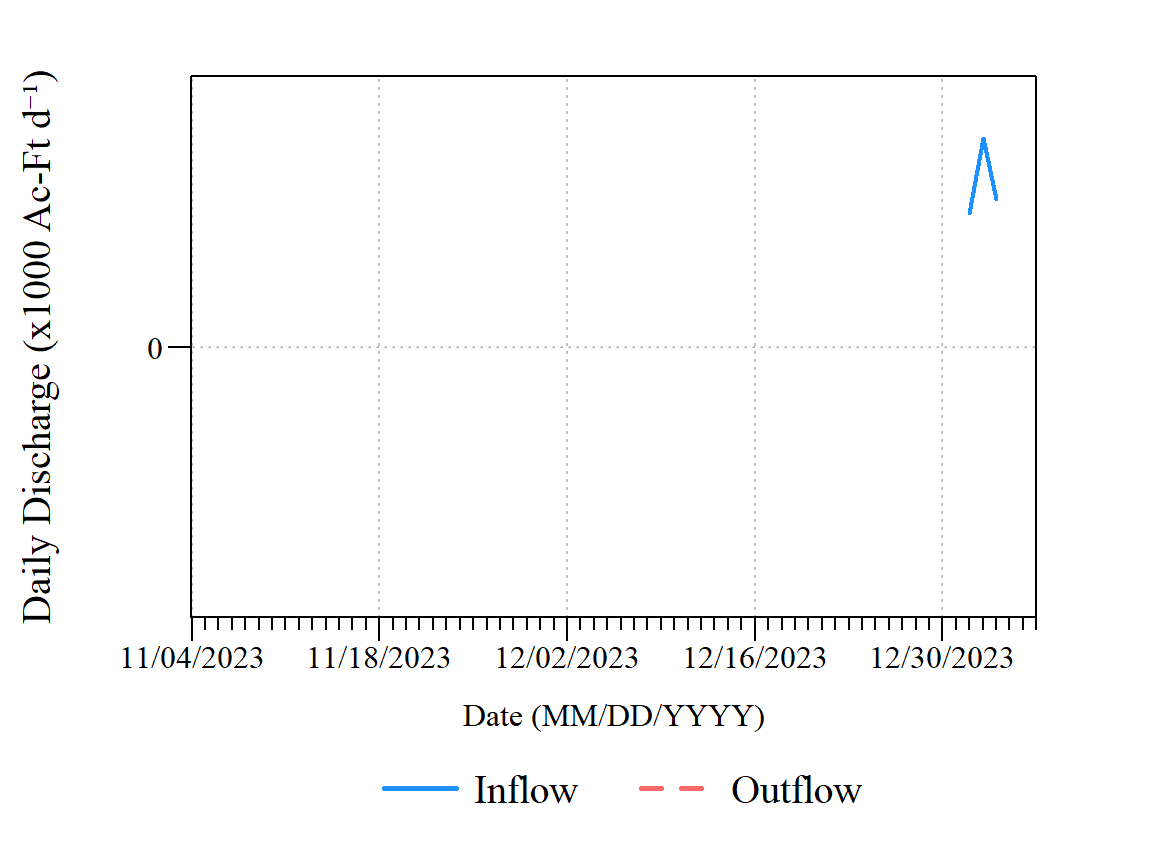 Daily Discharge (x1000 Ac-Ft d⁻¹)
0
11/04/2023 11/18/2023 12/02/2023 12/16/2023 12/30/2023
Date (MM/DD/YYYY)
Inflow Outflow